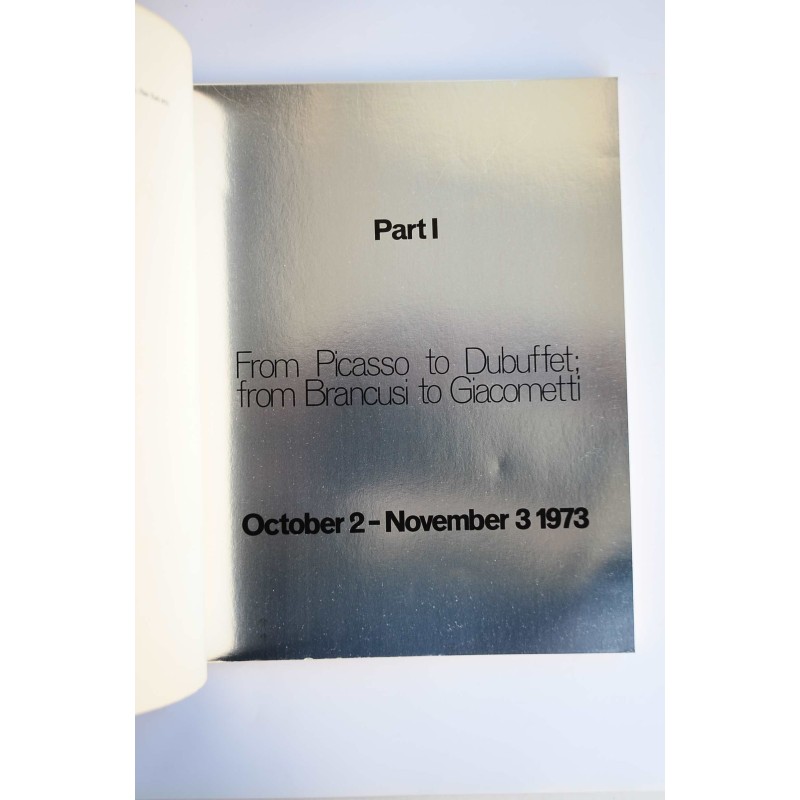 Part I
From Picasso to Dubuffet;
from Brancusi to Giacometti
October 2 – November 3 1973